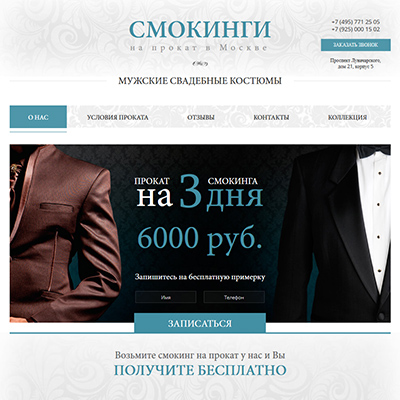 СМОКИНГИ
на прокат в Москве
+7 (495) 771 25 05
+7 (925) 000 15 02
ЗАКАЗАТЬ ЗВОНОК
Проспект Луначарского,
дом 21, корпус 5
МУЖСКИЕ СВАДЕБНЫЕ КОСТЮМЫ
О НАС
УСЛОВИЯ ПРОКАТА
ОТЗЫВЫ
КОНТАКТЫ
КОЛЛЕКЦИЯ
ПРОКАТ СМОКИНГА
на 3 дня
6000 руб.
Запишитесь на бесплатную примерку
Имя
Телефон
ЗАПИСАТЬСЯ
Возьмите смокинг на прокат у нас и Вы
ПОЛУЧИТЕ БЕСПЛАТНО